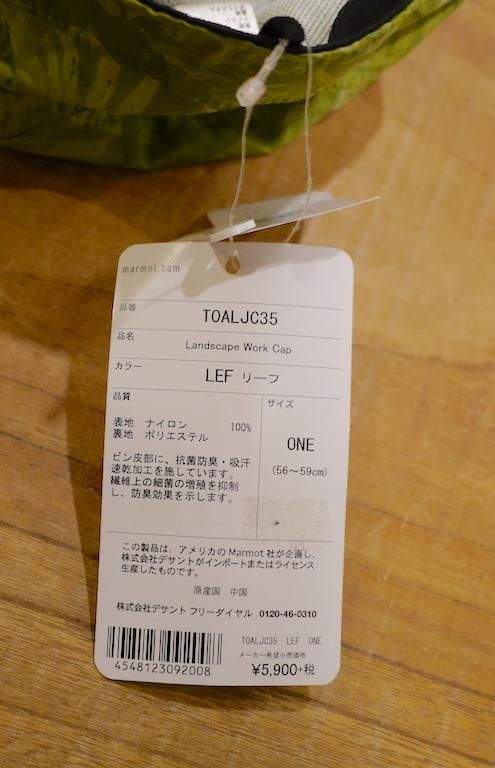 marmot.com
品番
TOALJC35
品名
Landscape Work Cap
カラー
LEF リーフ
品質
表地 ナイロン 100%
裏地 ポリエステル
ビン皮部に、抗菌防臭・吸汗
速乾加工を施しています。
繊維上の細菌の増殖を抑制
し、防臭効果を示します。
サイズ
ONE
(56～59cm)
この製品は、アメリカのMarmot社が企画し、
株式会社デサントがインポートまたはライセンス
生産したものです。
原産国 中国
株式会社デサント フリーダイヤル 0120-46-0310
4548123092008
TOALJC35 LEF ONE
メーカー希望小売価格
¥5,900+税